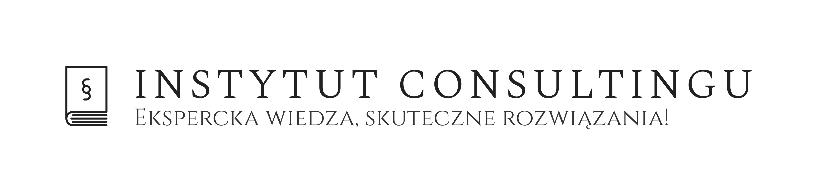 §
INSTYTUT CONSULTINGU
EKSPERCKA WIEDZA, SKUTECZNE ROZWIĄZANIA!